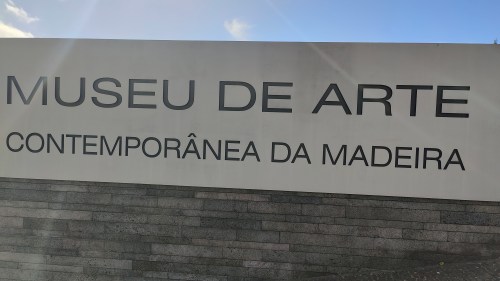 MUSEU DE ARTE
CONTEMPORÂNEA DA MADEIRA